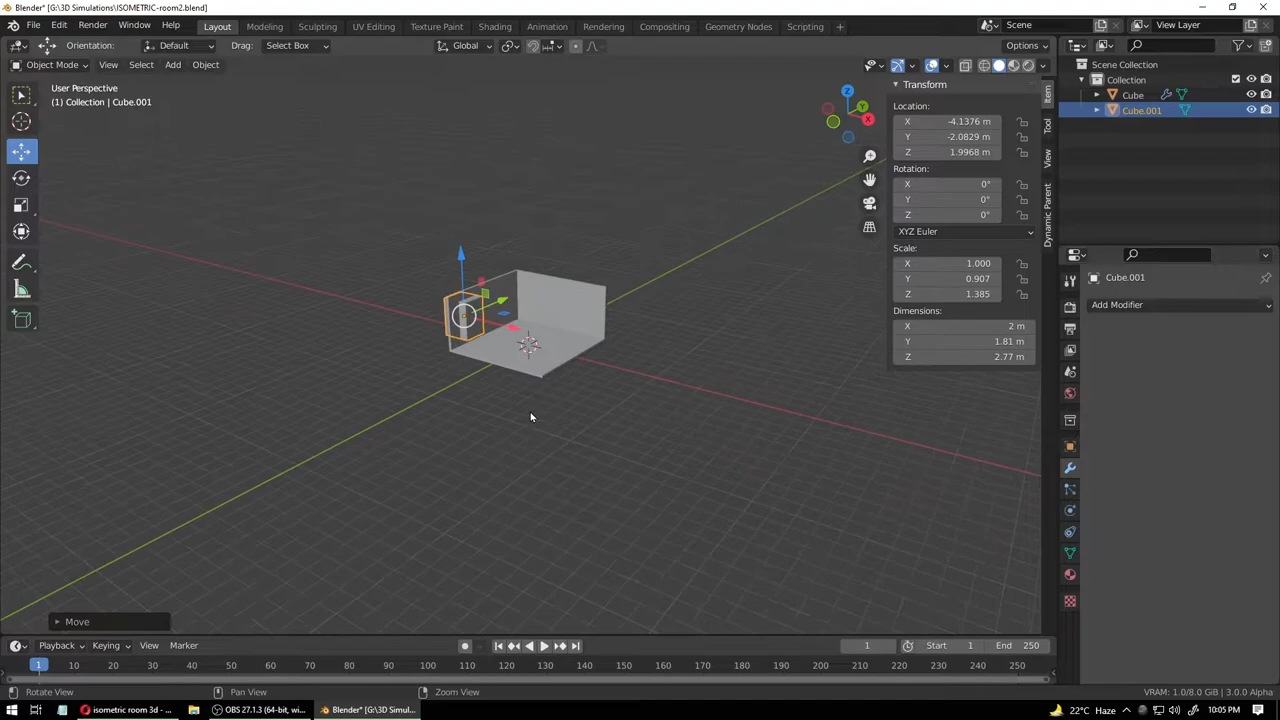 Blender* [G:\3D Simulations\ISOMETRIC-room2.blend]
File Edit Render Window Help Layout Modeling Sculpting UV Editing Texture Paint Shading Animation Rendering Compositing Geometry Nodes Scripting + Scene View Layer
Orientation: Default Drag: Select Box Global Options
Object Mode View Select Add Object
User Perspective
(1) Collection | Cube.001
Z
Y
X
Transform
Location:
X -4.1376 m
Y -2.0829 m
Z 1.9968 m
Rotation:
X 0°
Y 0°
Z 0°
XYZ Euler
Scale:
X 1.000
Y 0.907
Z 1.385
Dimensions:
X 2 m
Y 1.81 m
Z 2.77 m
Item
Tool
View
Dynamic Parent
Scene Collection
Collection
Cube
Cube.001
Cube.001
Add Modifier
Move
Playback Keying View Marker 1 Start 1 End 250
1 10 20 30 40 50 60 70 80 90 100 110 120 130 140 150 160 170 180 190 200 210 220 230 240 250
Rotate View Pan View Zoom View VRAM: 1.0/8.0 GiB | 3.0.0 Alpha
isometric room 3d - ... OBS 27.1.3 (64-bit, wi... Blender* [G:\3D Simul... 22°C Haze 10:05 PM